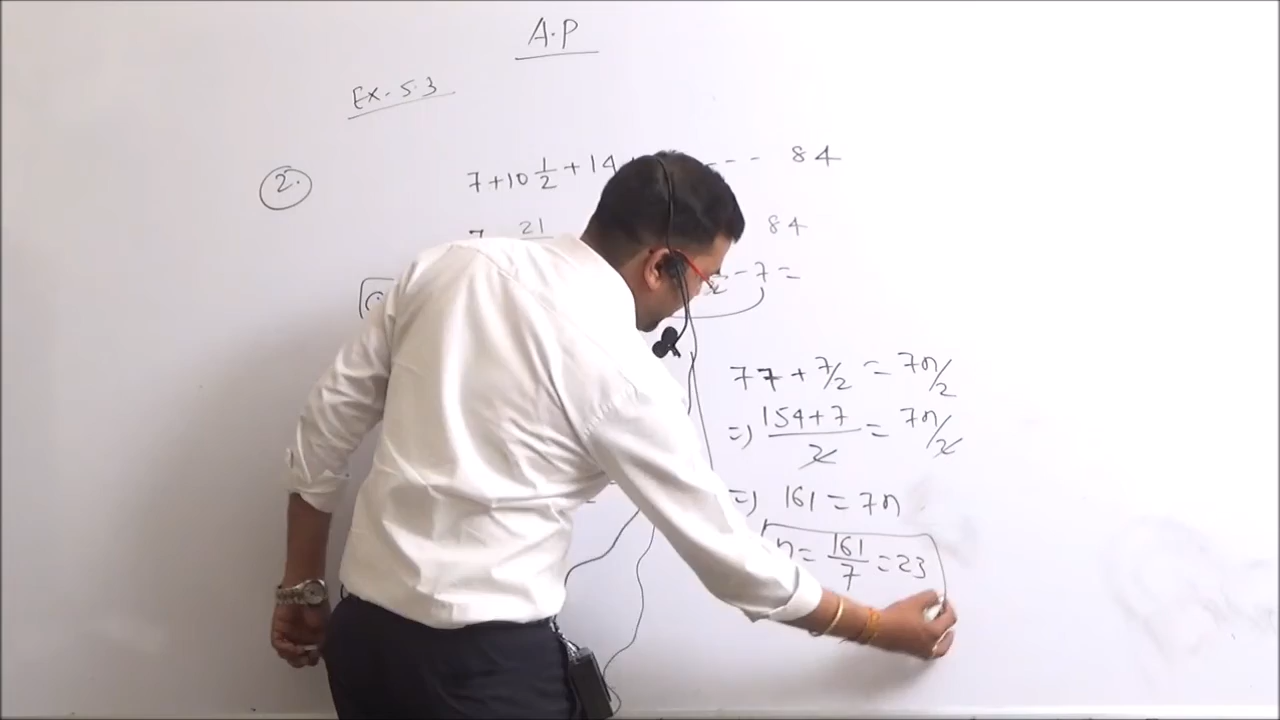 A.P
Ex-5.3
2.
7+10 1/2 + 14 --- 84
21 84
- 7 =
77 + 7/2 = 7n/2
=) (154+7)/2 = 7n/2
=) 161 = 7n
n = 161/7 = 23